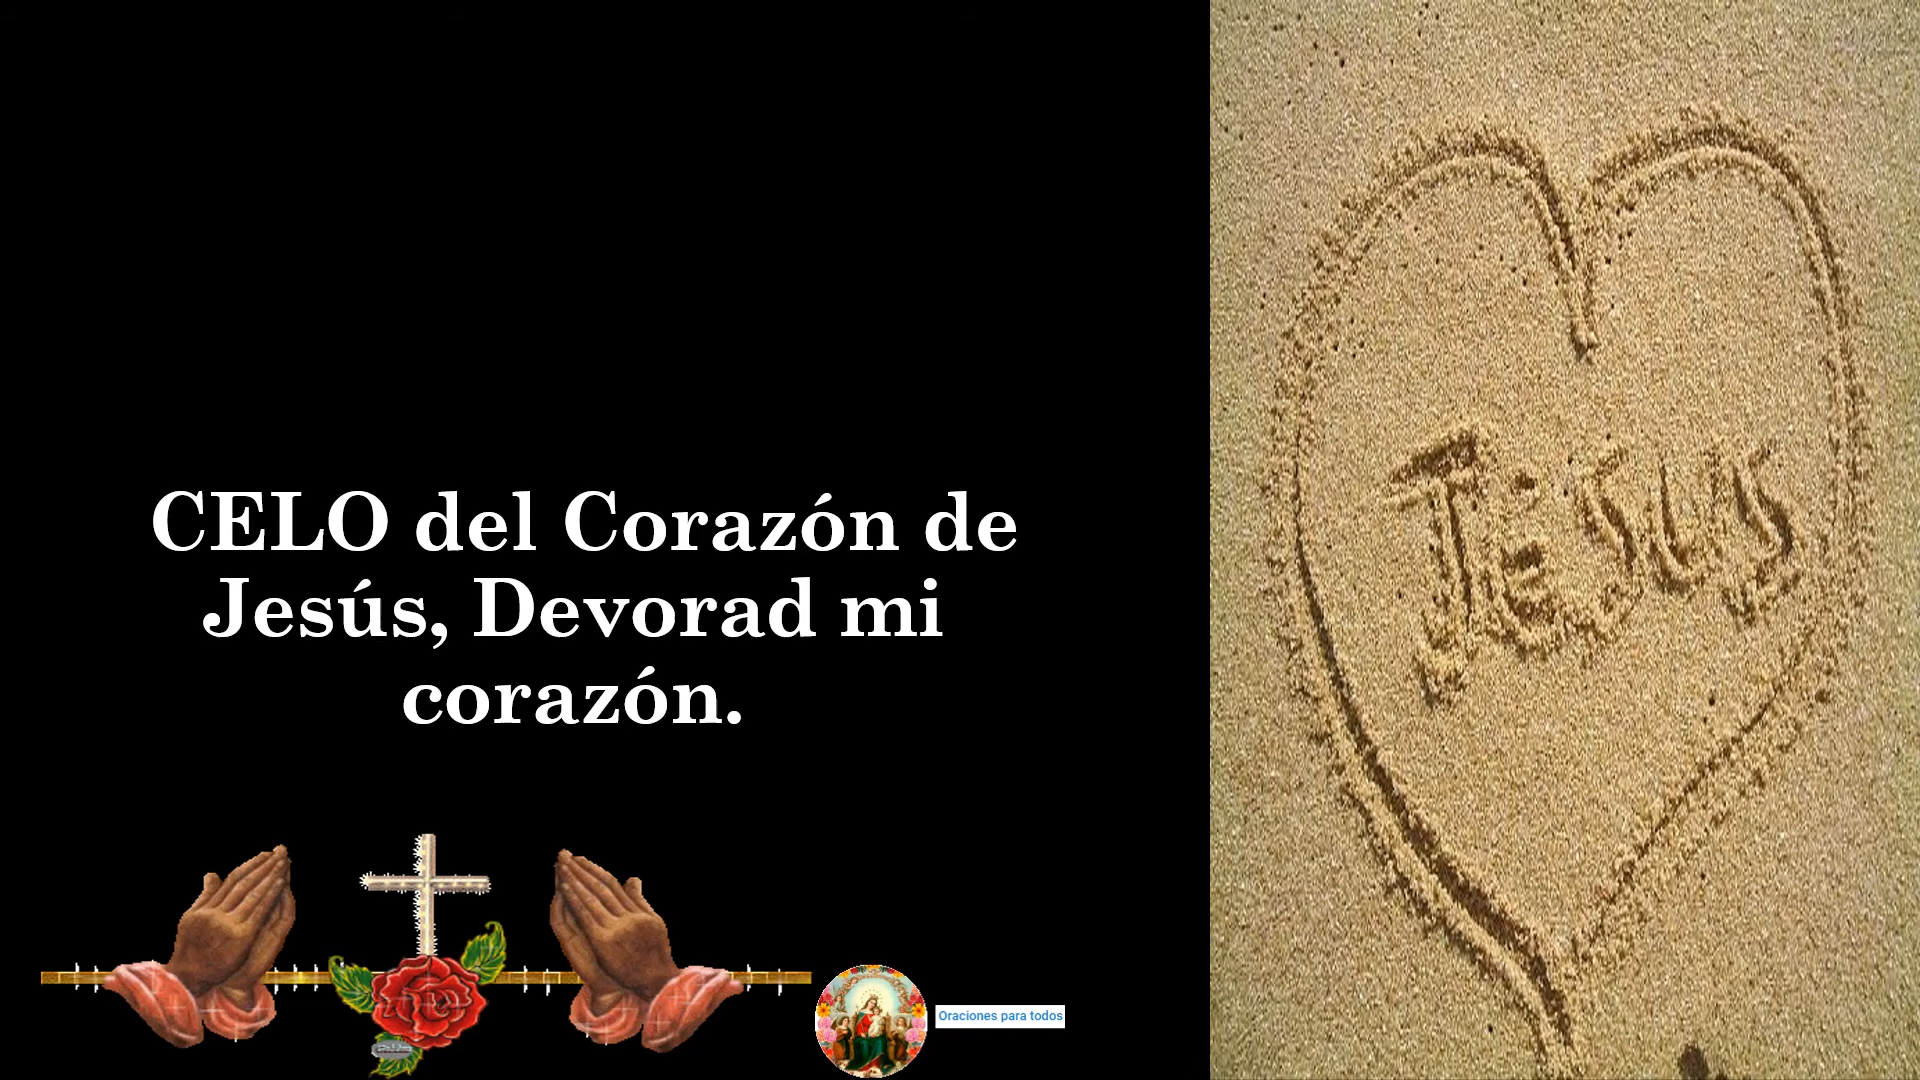 CELO del Corazón de
Jesús, Devorad mi
corazón.
JESUS
Oraciones para todos